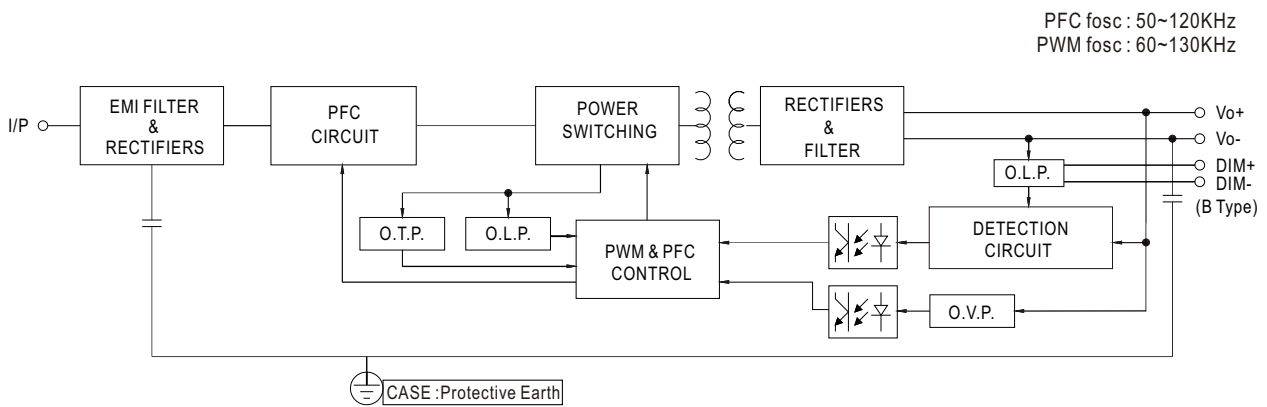 PFC fosc : 50~120KHz
PWM fosc : 60~130KHz
I/P
EMI FILTER
&
RECTIFIERS
PFC
CIRCUIT
POWER
SWITCHING
RECTIFIERS
&
FILTER
Vo+
Vo-
DIM+
DIM-
(B Type)
O.L.P.
O.T.P.
O.L.P.
PWM & PFC
CONTROL
DETECTION
CIRCUIT
O.V.P.
CASE :Protective Earth